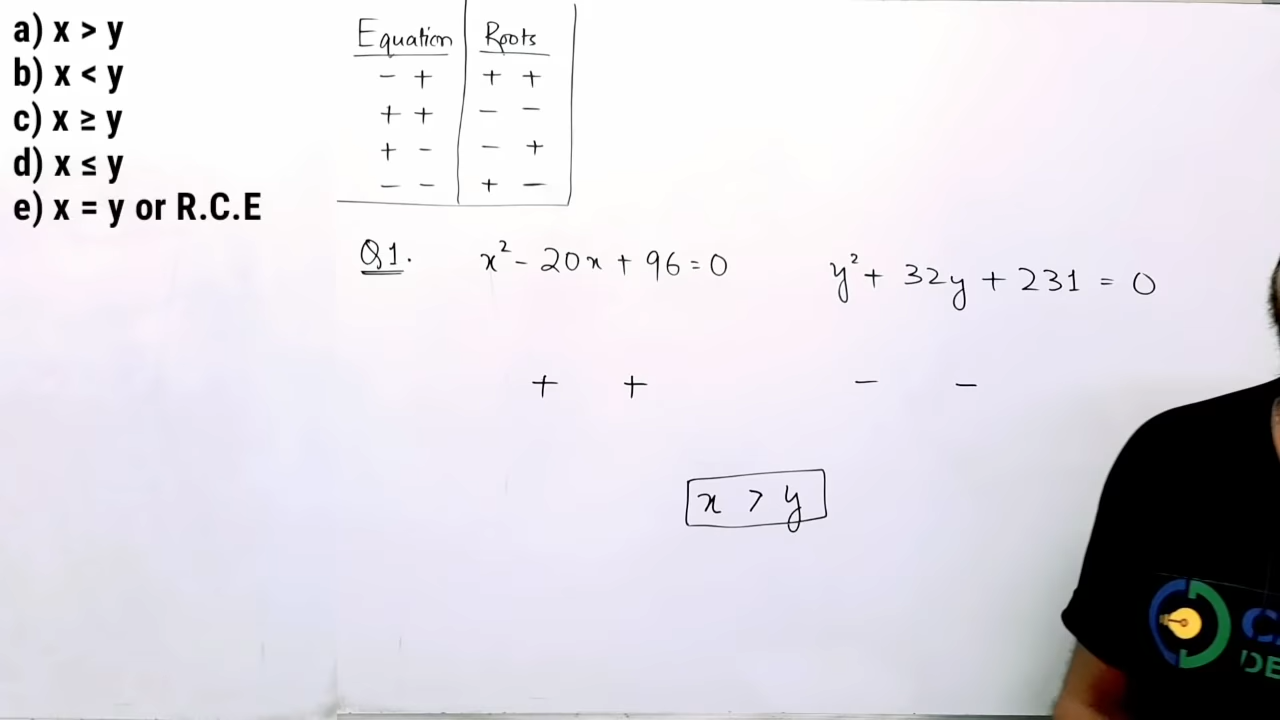 a) x > y
b) x < y
c) x ≥ y
d) x ≤ y
e) x = y or R.C.E
Equation Roots
- + + +
+ + - -
+ - - +
- - + -
Q1. x² - 20x + 96 = 0 y² + 32y + 231 = 0
+ + - -
x > y